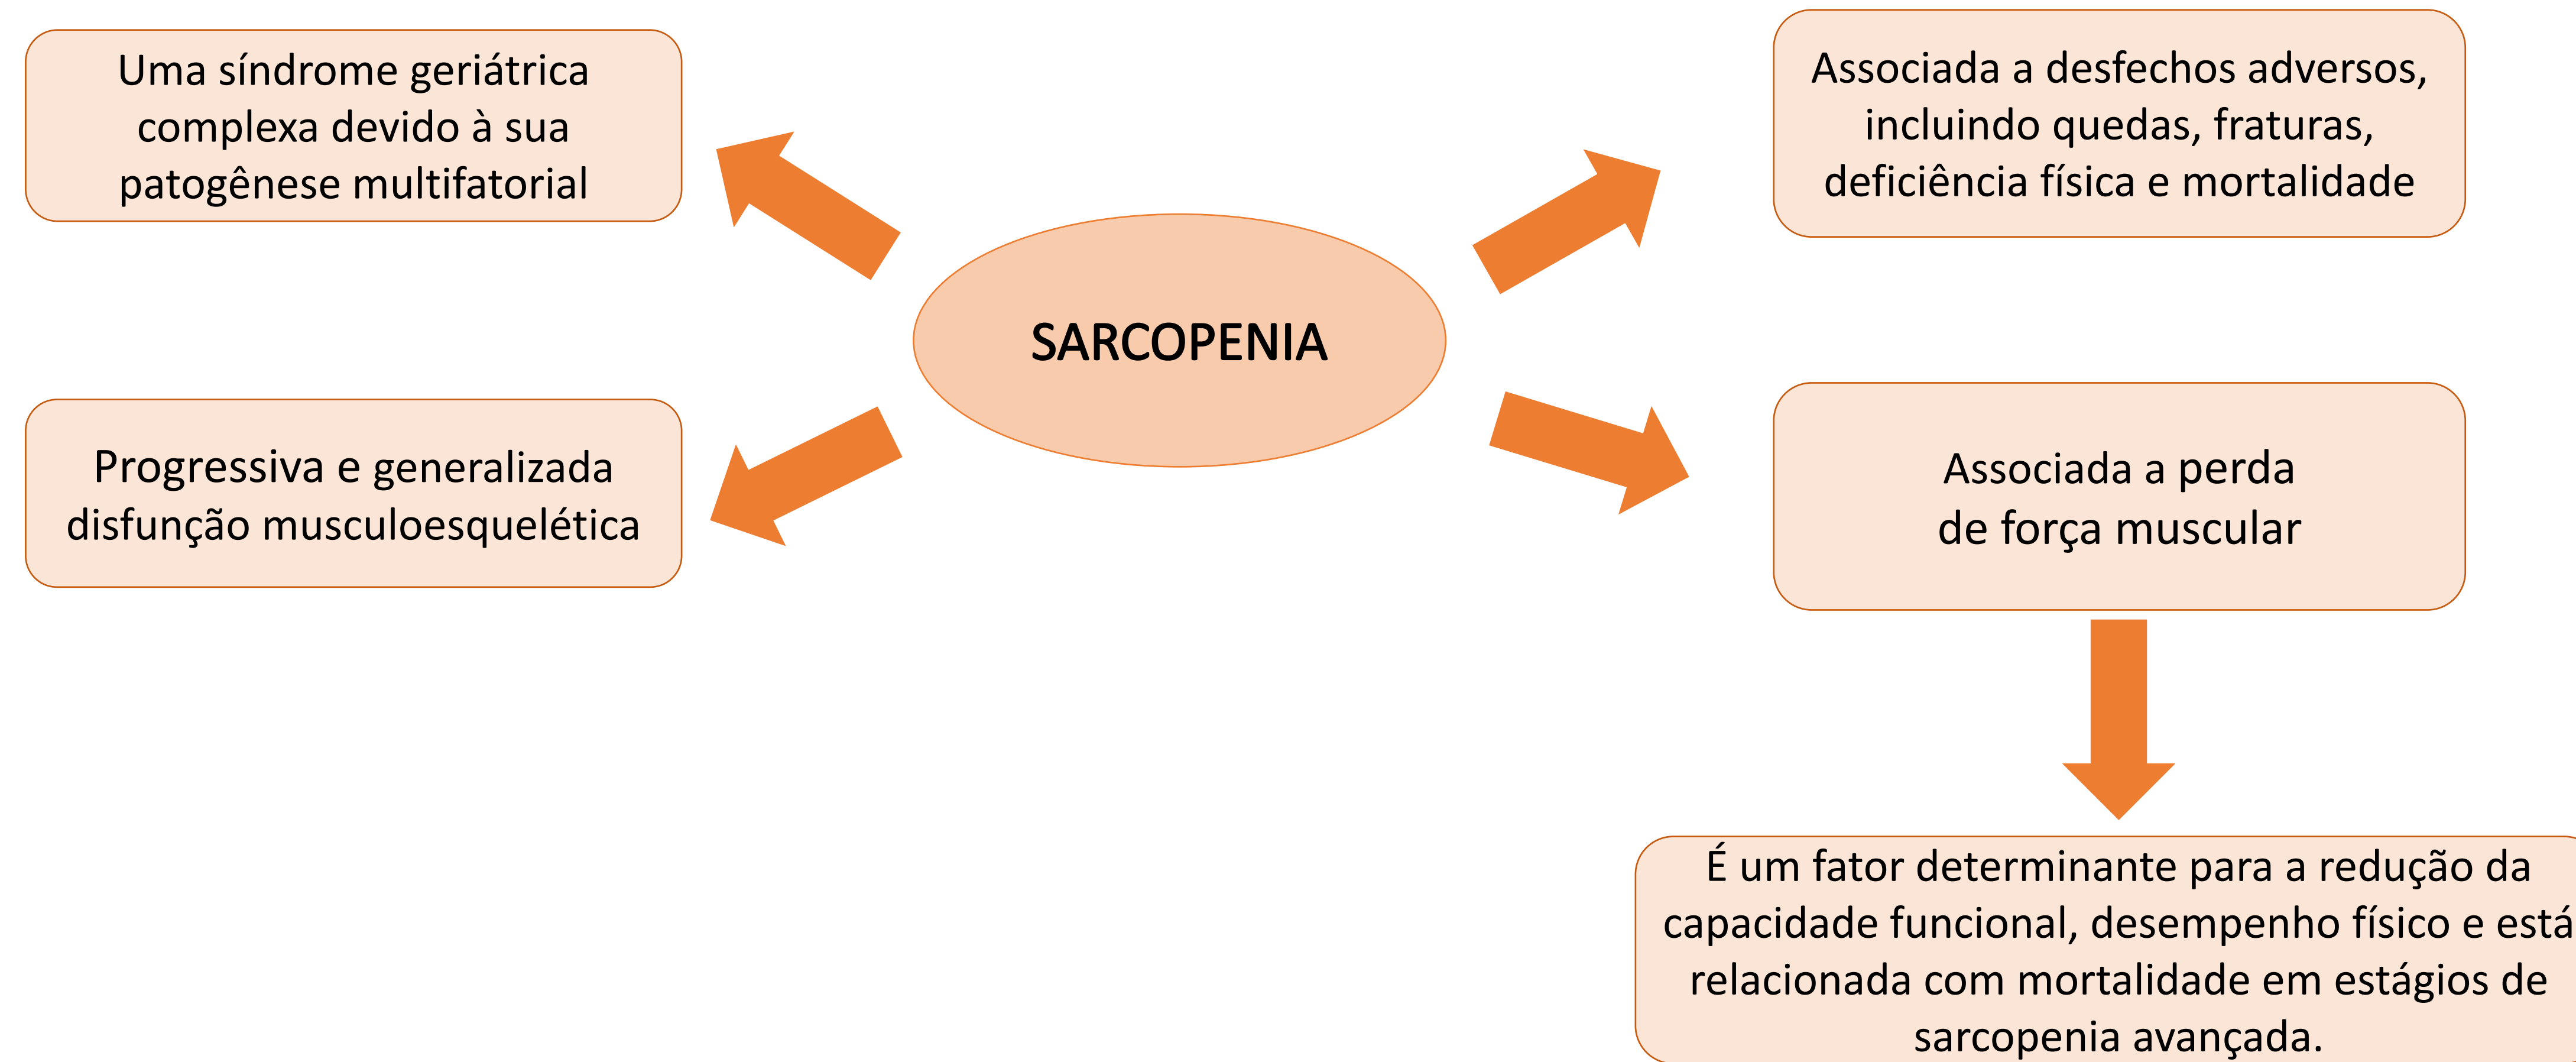 Uma síndrome geriátrica
complexa devido à sua
patogênese multifatorial
Associada a desfechos adversos,
incluindo quedas, fraturas,
deficiência física e mortalidade
SARCOPENIA
Progressiva e generalizada
disfunção musculoesquelética
Associada a perda
de força muscular
É um fator determinante para a redução da
capacidade funcional, desempenho físico e está
relacionada com mortalidade em estágios de
sarcopenia avançada.